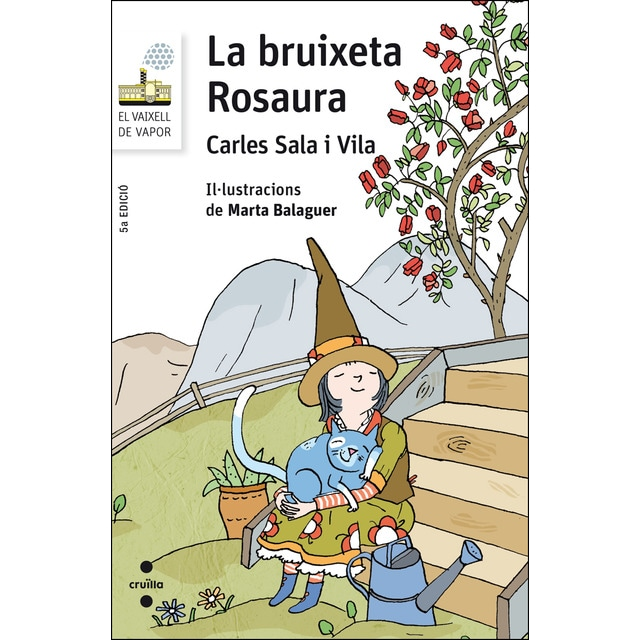 EL VAIXELL
DE VAPOR
5a EDICIÓ
La bruixeta
Rosaura
Carles Sala i Vila
Il·lustracions
de Marta Balaguer
cruïlla